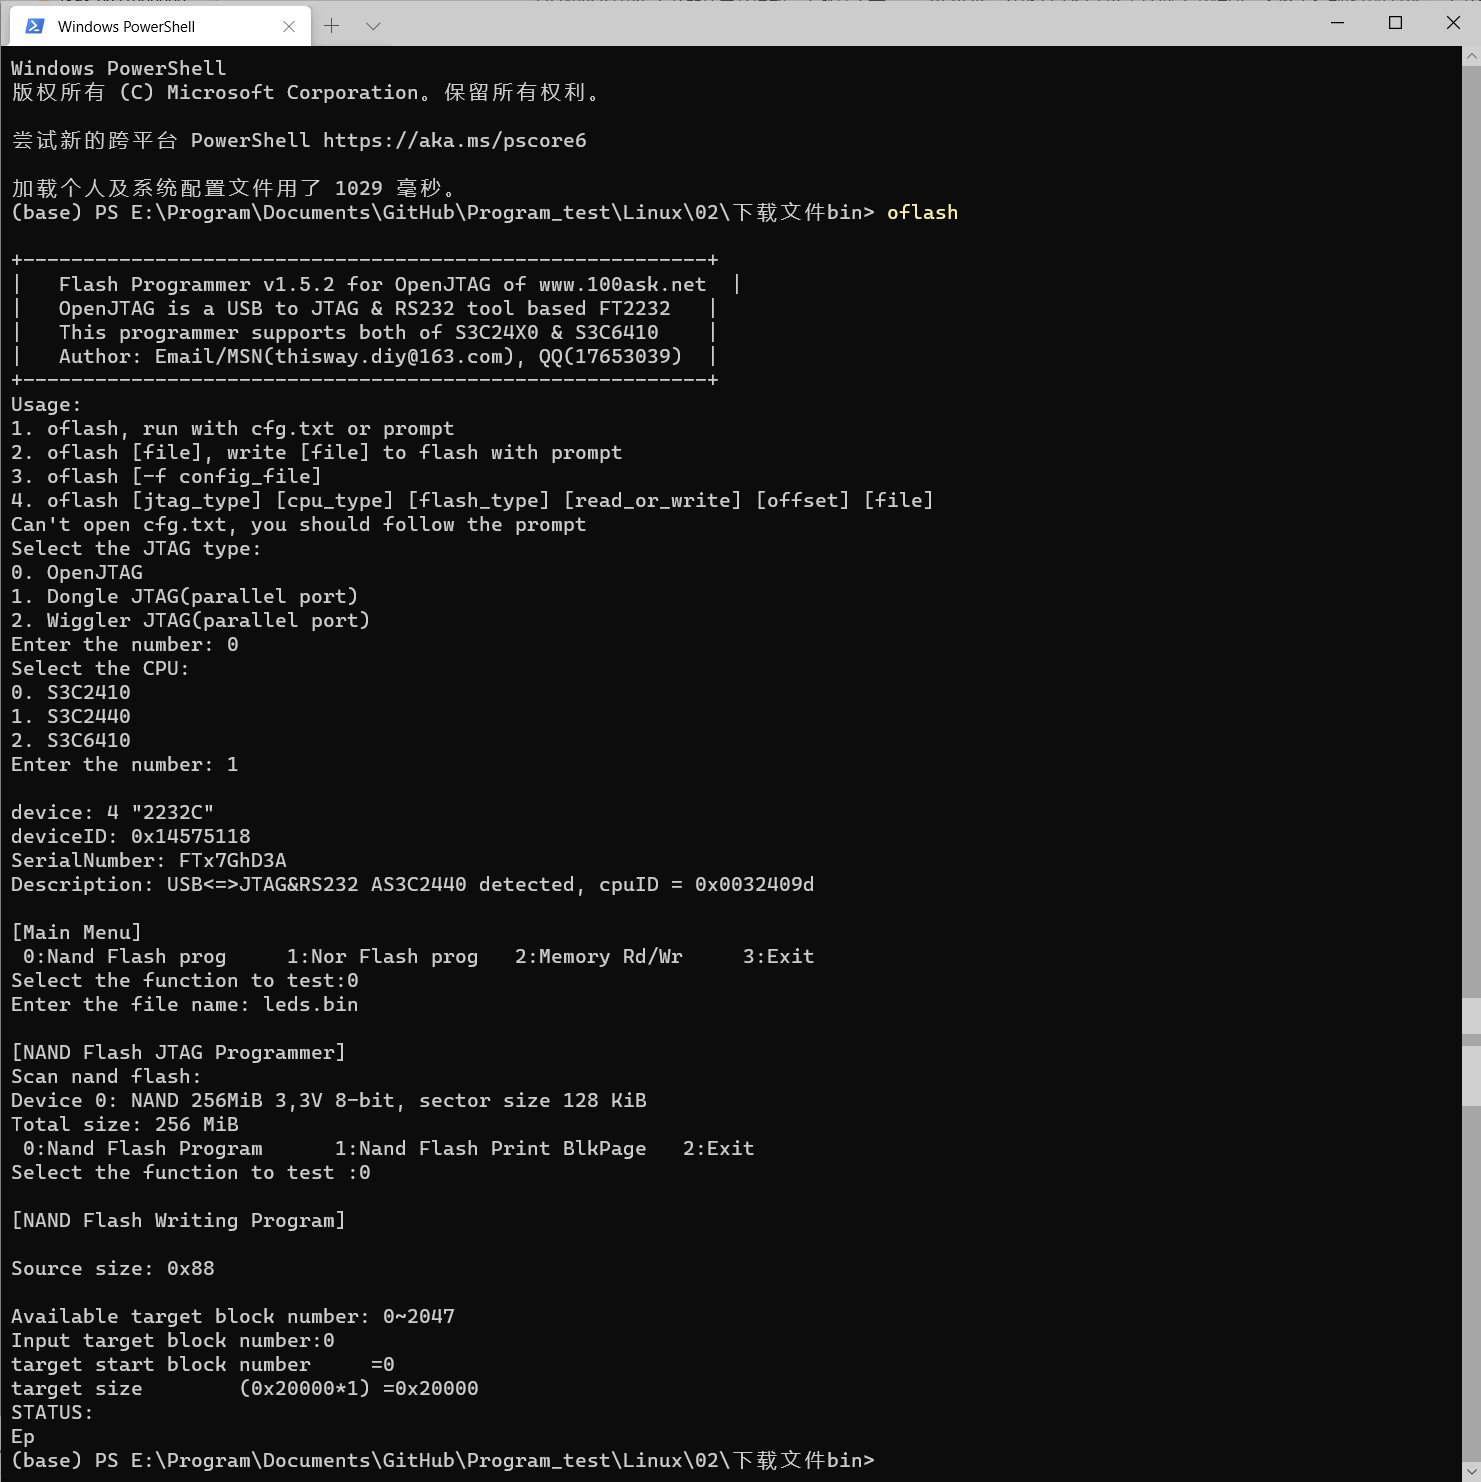 Windows PowerShell
Windows PowerShell
版权所有 (C) Microsoft Corporation。保留所有权利。
尝试新的跨平台 PowerShell https://aka.ms/pscore6
加载个人及系统配置文件用了 1029 毫秒。
(base) PS E:\Program\Documents\GitHub\Program_test\Linux\02\下载文件bin> oflash
+---------------------------------------------------------+
|   Flash Programmer v1.5.2 for OpenJTAG of www.100ask.net  |
|   OpenJTAG is a USB to JTAG & RS232 tool based FT2232   |
|   This programmer supports both of S3C24X0 & S3C6410    |
|   Author: Email/MSN(thisway.diy@163.com), QQ(17653039)  |
+---------------------------------------------------------+
Usage:
1. oflash, run with cfg.txt or prompt
2. oflash [file], write [file] to flash with prompt
3. oflash [-f config_file]
4. oflash [jtag_type] [cpu_type] [flash_type] [read_or_write] [offset] [file]
Can't open cfg.txt, you should follow the prompt
Select the JTAG type:
0. OpenJTAG
1. Dongle JTAG(parallel port)
2. Wiggler JTAG(parallel port)
Enter the number: 0
Select the CPU:
0. S3C2410
1. S3C2440
2. S3C6410
Enter the number: 1
device: 4 "2232C"
deviceID: 0x14575118
SerialNumber: FTx7GhD3A
Description: USB<=>JTAG&RS232 AS3C2440 detected, cpuID = 0x0032409d
[Main Menu]
 0:Nand Flash prog     1:Nor Flash prog   2:Memory Rd/Wr     3:Exit
Select the function to test:0
Enter the file name: leds.bin
[NAND Flash JTAG Programmer]
Scan nand flash:
Device 0: NAND 256MiB 3,3V 8-bit, sector size 128 KiB
Total size: 256 MiB
 0:Nand Flash Program      1:Nand Flash Print BlkPage   2:Exit
Select the function to test :0
[NAND Flash Writing Program]
Source size: 0x88
Available target block number: 0~2047
Input target block number:0
target start block number     =0
target size        (0x20000*1) =0x20000
STATUS:
Ep
(base) PS E:\Program\Documents\GitHub\Program_test\Linux\02\下载文件bin>